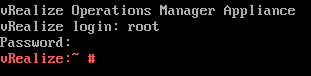 vRealize Operations Manager Appliance
vRealize login: root
Password:
vRealize:~ #